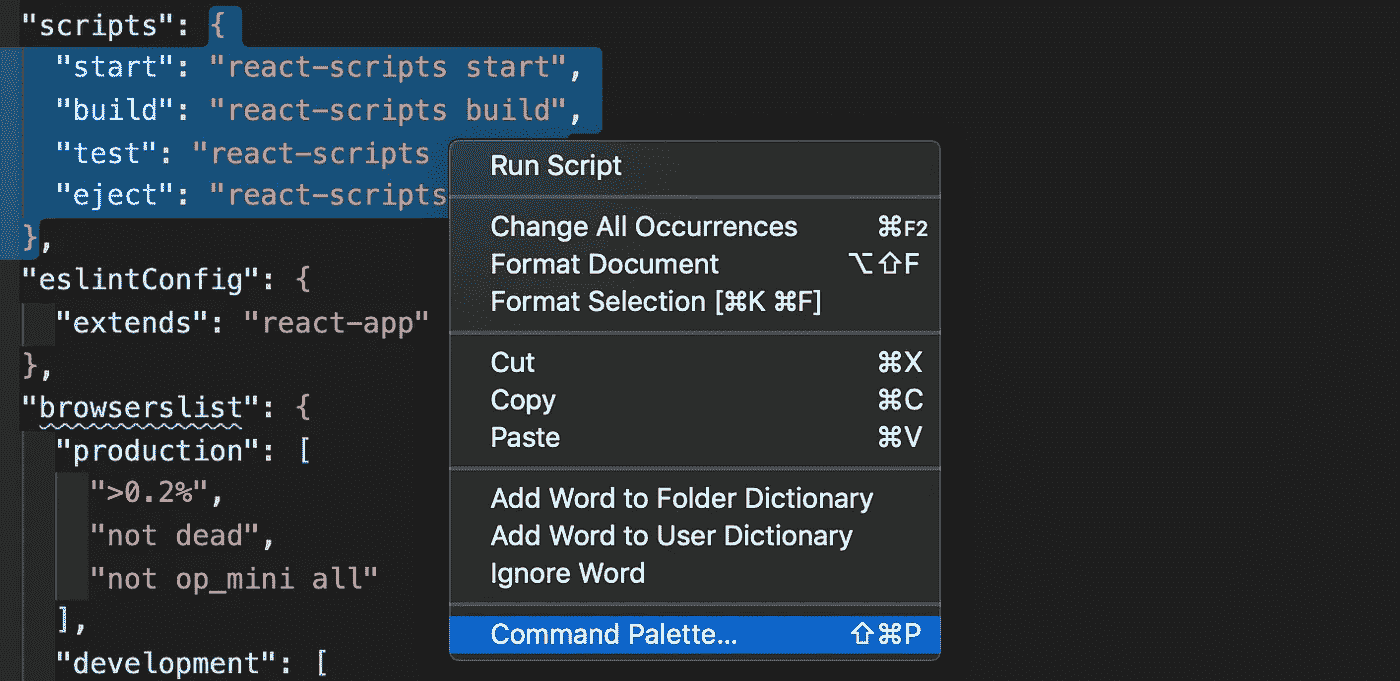 "scripts": {
"start": "react-scripts start",
"build": "react-scripts build",
"test": "react-scripts
"eject": "react-scripts
},
"eslintConfig": {
"extends": "react-app"
},
"browserslist": {
"production": [
">0.2%",
"not dead",
"not op_mini all"
],
"development": [
Run Script
Change All Occurrences ⌘F2
Format Document ⌥⇧F
Format Selection [⌘K ⌘F]
Cut ⌘X
Copy ⌘C
Paste ⌘V
Add Word to Folder Dictionary
Add Word to User Dictionary
Ignore Word
Command Palette... ⇧⌘P